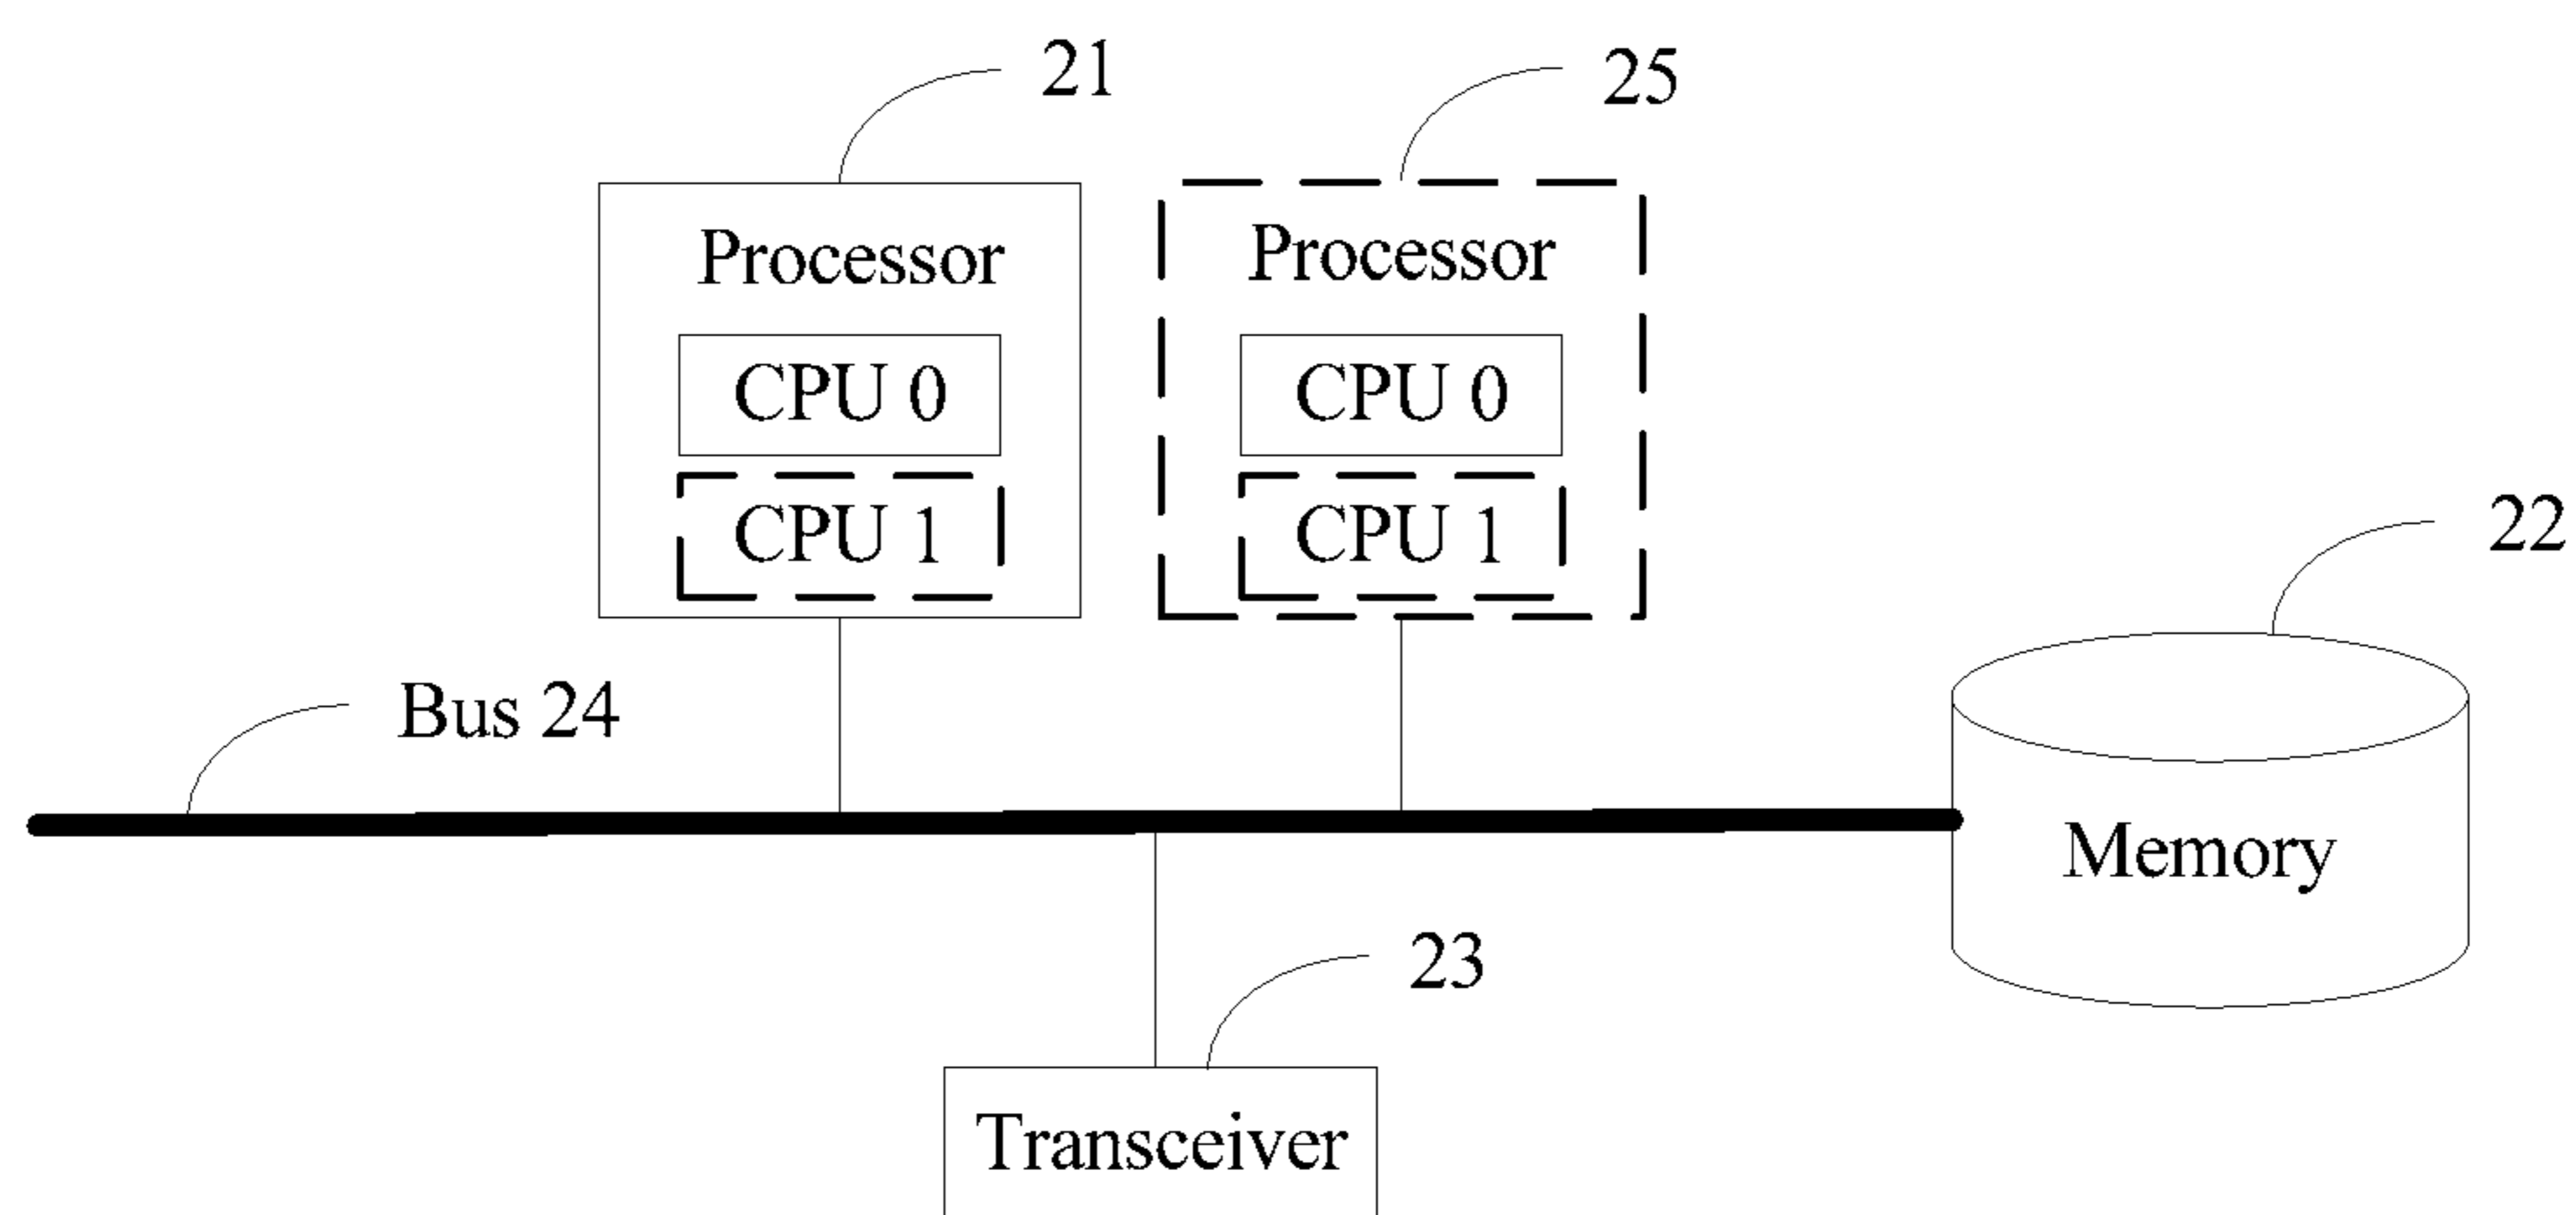 21
25
Processor
Processor
CPU 0
CPU 0
CPU 1
CPU 1
22
Bus 24
Memory
23
Transceiver